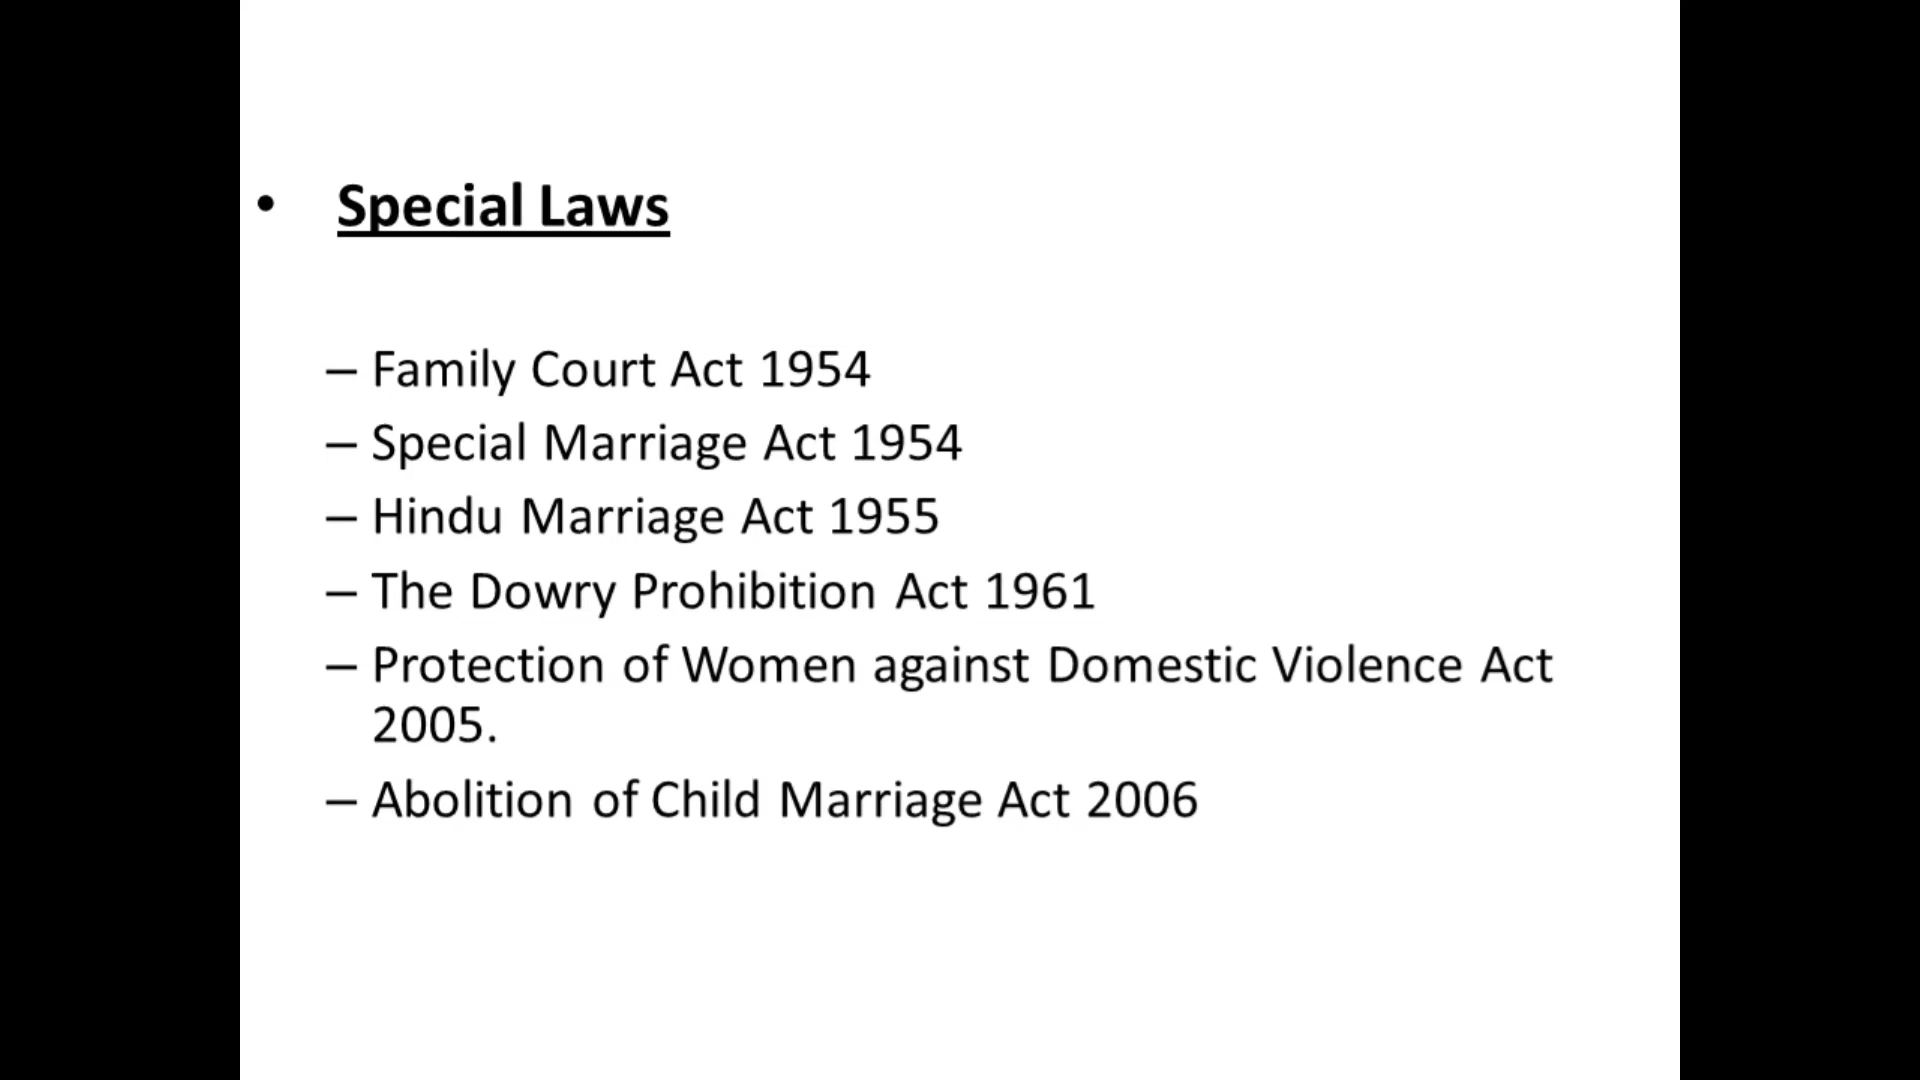 • Special Laws
– Family Court Act 1954
– Special Marriage Act 1954
– Hindu Marriage Act 1955
– The Dowry Prohibition Act 1961
– Protection of Women against Domestic Violence Act
2005.
– Abolition of Child Marriage Act 2006